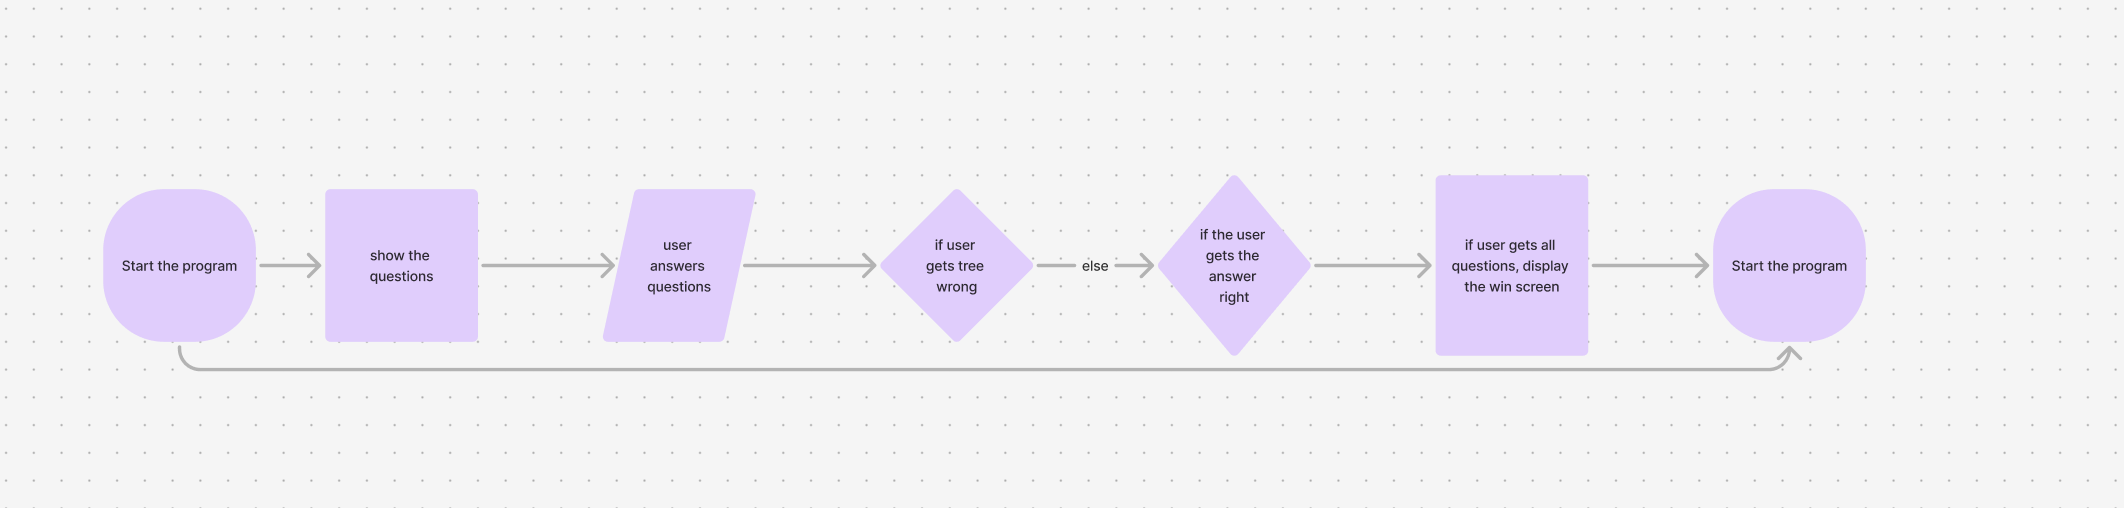 Start the program
show the
questions
user
answers
questions
if user
gets tree
wrong
else
if the user
gets the
answer
right
if user gets all
questions, display
the win screen
Start the program